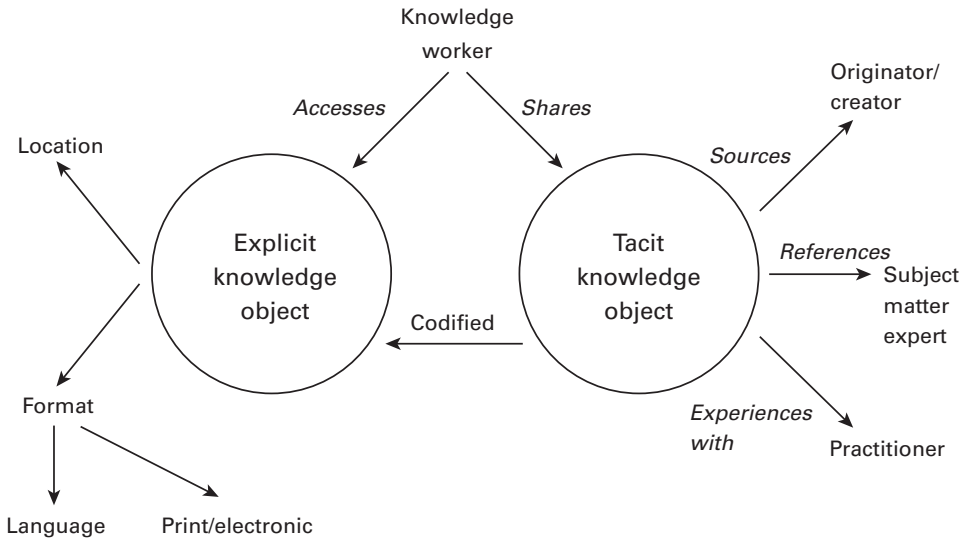 Knowledge
worker
Accesses
Shares
Originator/
creator
Location
Sources
Explicit
knowledge
object
Tacit
knowledge
object
References
Subject
matter
expert
Codified
Format
Experiences
with
Practitioner
Language
Print/electronic